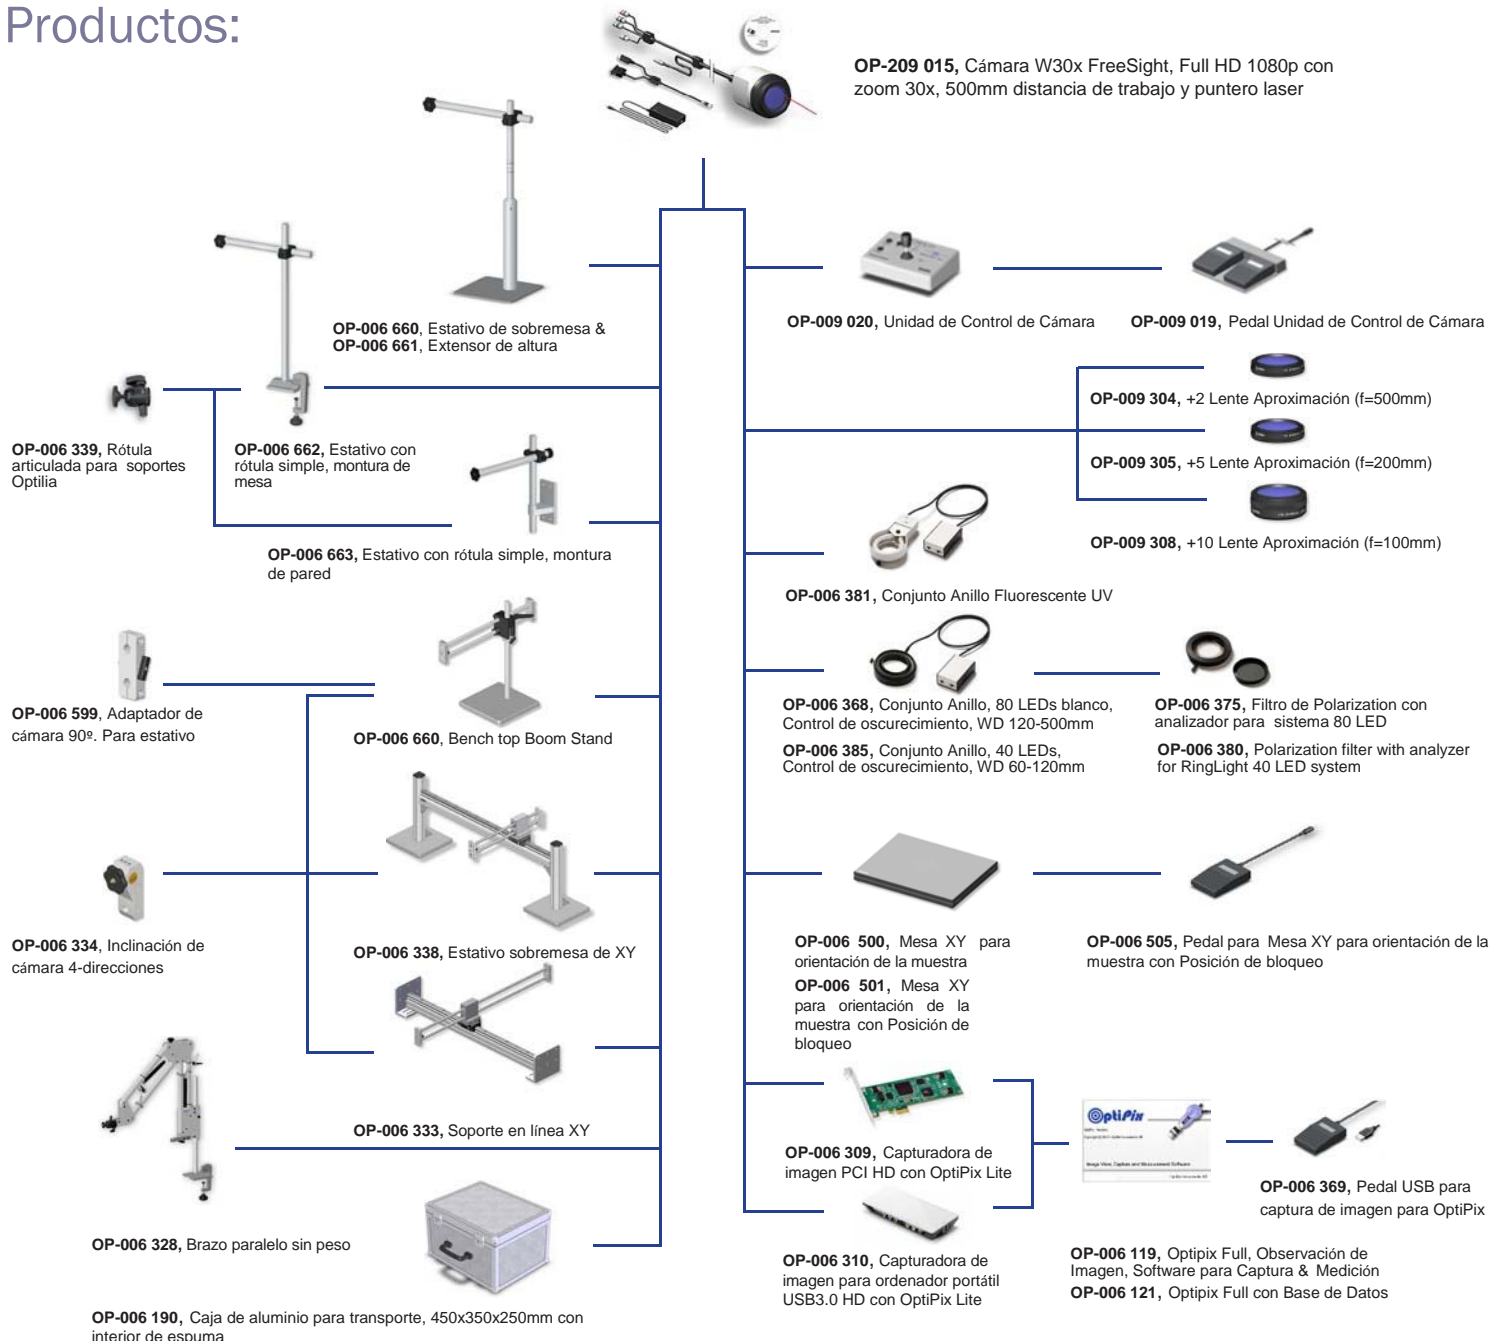 Productos:
OP-209 015, Cámara W30x FreeSight, Full HD 1080p con
zoom 30x, 500mm distancia de trabajo y puntero laser
OP-006 660, Estativo de sobremesa &
OP-006 661, Extensor de altura
OP-009 020, Unidad de Control de Cámara
OP-009 019, Pedal Unidad de Control de Cámara
OP-009 304, +2 Lente Aproximación (f=500mm)
OP-006 339, Rótula
articulada para soportes
Optilia
OP-006 662, Estativo con
rótula simple, montura de
mesa
OP-009 305, +5 Lente Aproximación (f=200mm)
OP-006 663, Estativo con rótula simple, montura
de pared
OP-009 308, +10 Lente Aproximación (f=100mm)
OP-006 381, Conjunto Anillo Fluorescente UV
OP-006 599, Adaptador de
cámara 90º. Para estativo
OP-006 660, Bench top Boom Stand
OP-006 368, Conjunto Anillo, 80 LEDs blanco,
Control de oscurecimiento, WD 120-500mm
OP-006 385, Conjunto Anillo, 40 LEDs,
Control de oscurecimiento, WD 60-120mm
OP-006 375, Filtro de Polarization con
analizador para sistema 80 LED
OP-006 380, Polarization filter with analyzer
for RingLight 40 LED system
OP-006 334, Inclinación de
cámara 4-direcciones
OP-006 338, Estativo sobremesa de XY
OP-006 500, Mesa XY para
orientación de la muestra
OP-006 501, Mesa XY
para orientación de la
muestra con Posición de
bloqueo
OP-006 505, Pedal para Mesa XY para orientación de la
muestra con Posición de bloqueo
OP-006 333, Soporte en línea XY
OP-006 309, Capturadora de
imagen PCI HD con OptiPix Lite
OptiPix
Image View, Capture and Measurement Software
OP-006 369, Pedal USB para
captura de imagen para OptiPix
OP-006 328, Brazo paralelo sin peso
OP-006 310, Capturadora de
imagen para ordenador portátil
USB3.0 HD con OptiPix Lite
OP-006 119, Optipix Full, Observación de
Imagen, Software para Captura & Medición
OP-006 121, Optipix Full con Base de Datos
OP-006 190, Caja de aluminio para transporte, 450x350x250mm con
interior de espuma